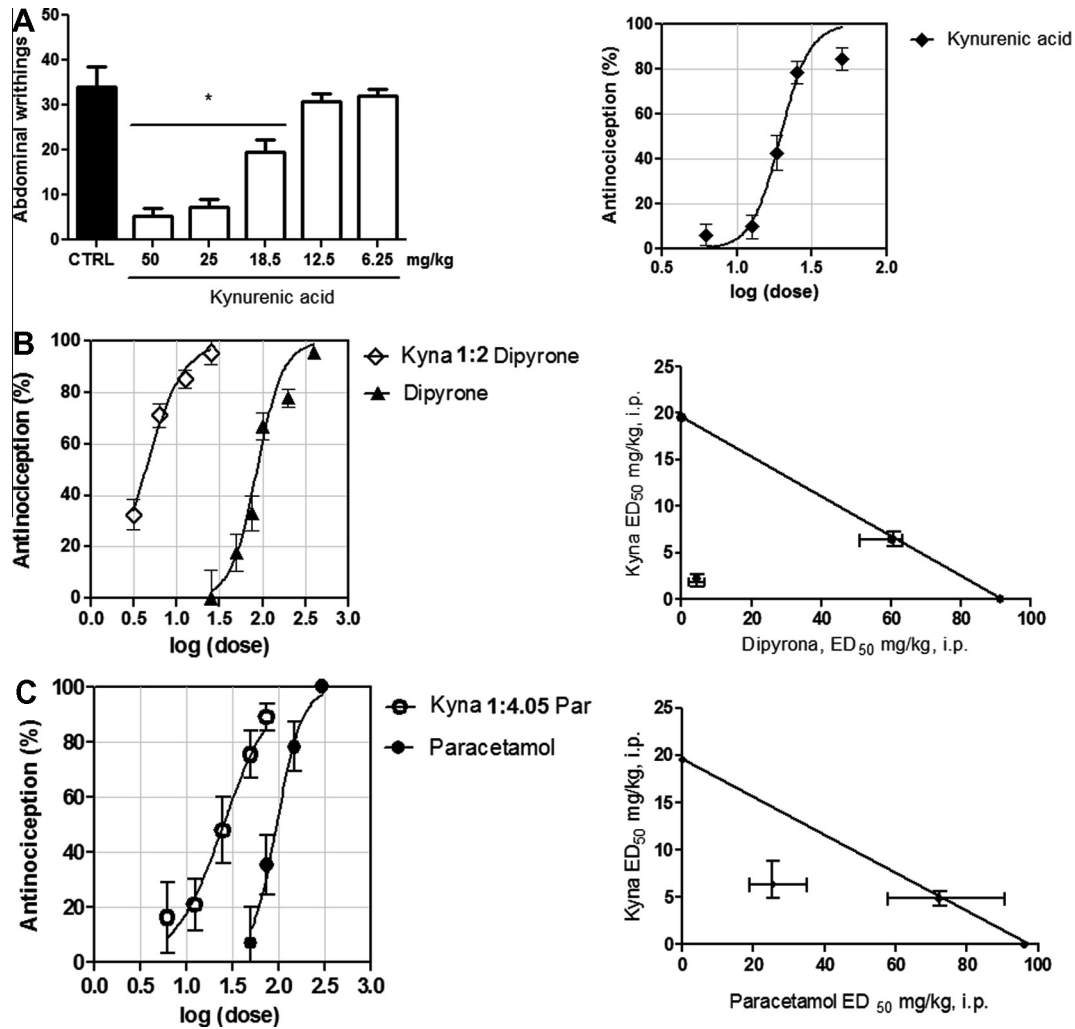 A
Abdominal writhings
50
40
30
20
10
0
*
CTRL 50 25 18,5 12.5 6.25 mg/kg
Kynurenic acid
Antinociception (%)
100
80
60
40
20
0
0.5 1.0 1.5 2.0
log (dose)
Kynurenic acid
B
Antinociception (%)
100
80
60
40
20
0
0.0 0.5 1.0 1.5 2.0 2.5 3.0
log (dose)
Kyna 1:2 Dipyrone
Dipyrone
Kyna ED50 mg/kg, i.p.
25
20
15
10
5
0
0 20 40 60 80 100
Dipyrona, ED50 mg/kg, i.p.
C
Antinociception (%)
100
80
60
40
20
0
0.0 0.5 1.0 1.5 2.0 2.5 3.0
log (dose)
Kyna 1:4.05 Par
Paracetamol
Kyna ED50 mg/kg, i.p.
25
20
15
10
5
0
0 20 40 60 80 100
Paracetamol ED 50 mg/kg, i.p.